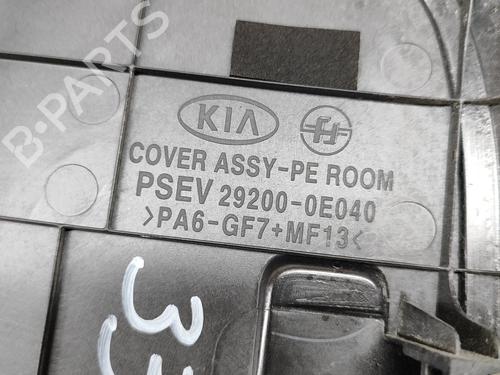 B-PARTS
KIA
COVER ASSY-PE ROOM
PSEV 29200-0E040
>PA6-GF7+MF13<